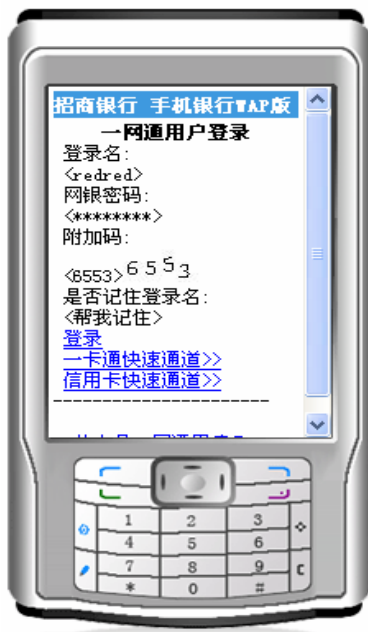 招商银行 手机银行WAP版
一网通用户登录
登录名:
<redred>
网银密码:
<********>
附加码:
<6553>6553
是否记住登录名:
<帮我记住>
登录
一卡通快速通道>>
信用卡快速通道>>
----------------------
1 2 3
4 5 6
7 8 9 c
* 0 #